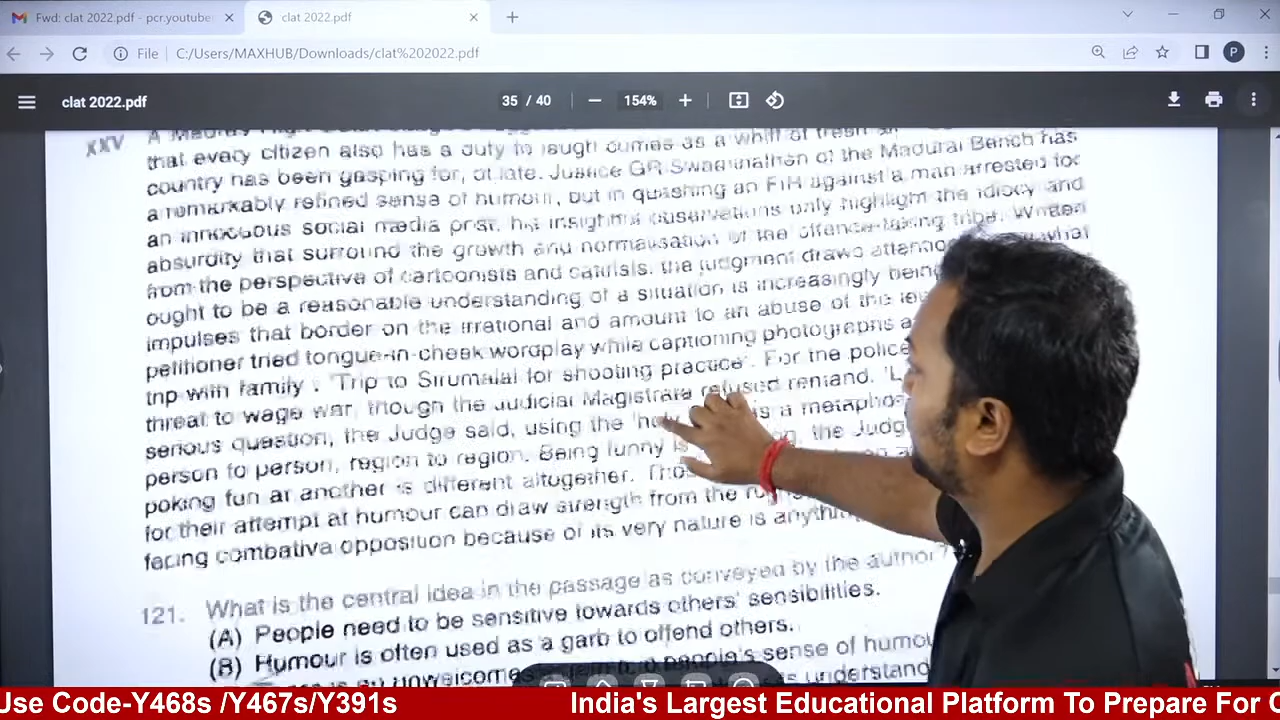 Fwd: clat 2022.pdf - pcr.youtube
clat 2022.pdf
File
C:/Users/MAXHUB/Downloads/clat%202022.pdf
P
clat 2022.pdf
35 / 40
154%
XXV
that every citizen also has a duty to laugh comes as a whiff of fresh
country has been gasping for, of late. Justice GR Swaminathan of the Madurai Bench has
a remarkably refined sense of humour, but in quashing an FIR against a man arrested for
an innocuous social media post, his insightful observations only highlight the idiocy and
absurdity that surround the growth and normalisation of the offence-taking tribe. Written
from the perspective of cartoonists and satirists, the judgment draws what
ought to be a reasonable understanding of a situation is increasingly being
impulses that border on the irrational and amount to an abuse of the
petitioner tried tongue-in-cheek wordplay while captioning photographs
trip with family : 'Trip to Sirumalai for shooting practice'. For the police
threat to wage war, though the Judicial Magistrate refused remand.
serious question, the Judge said, using the is a
person to person, region to region. Being funny the Judge
poking fun at another is different altogether.
for their attempt at humour can draw strength from the
facing combative opposition because of its very nature is
121. What is the central idea in the passage as conveyed by the author?
(A) People need to be sensitive towards others' sensibilities.
(B) Humour is often used as a garb to offend others.
people's sense of
Use Code-Y468s /Y467s/Y391s
India's Largest Educational Platform To Prepare For